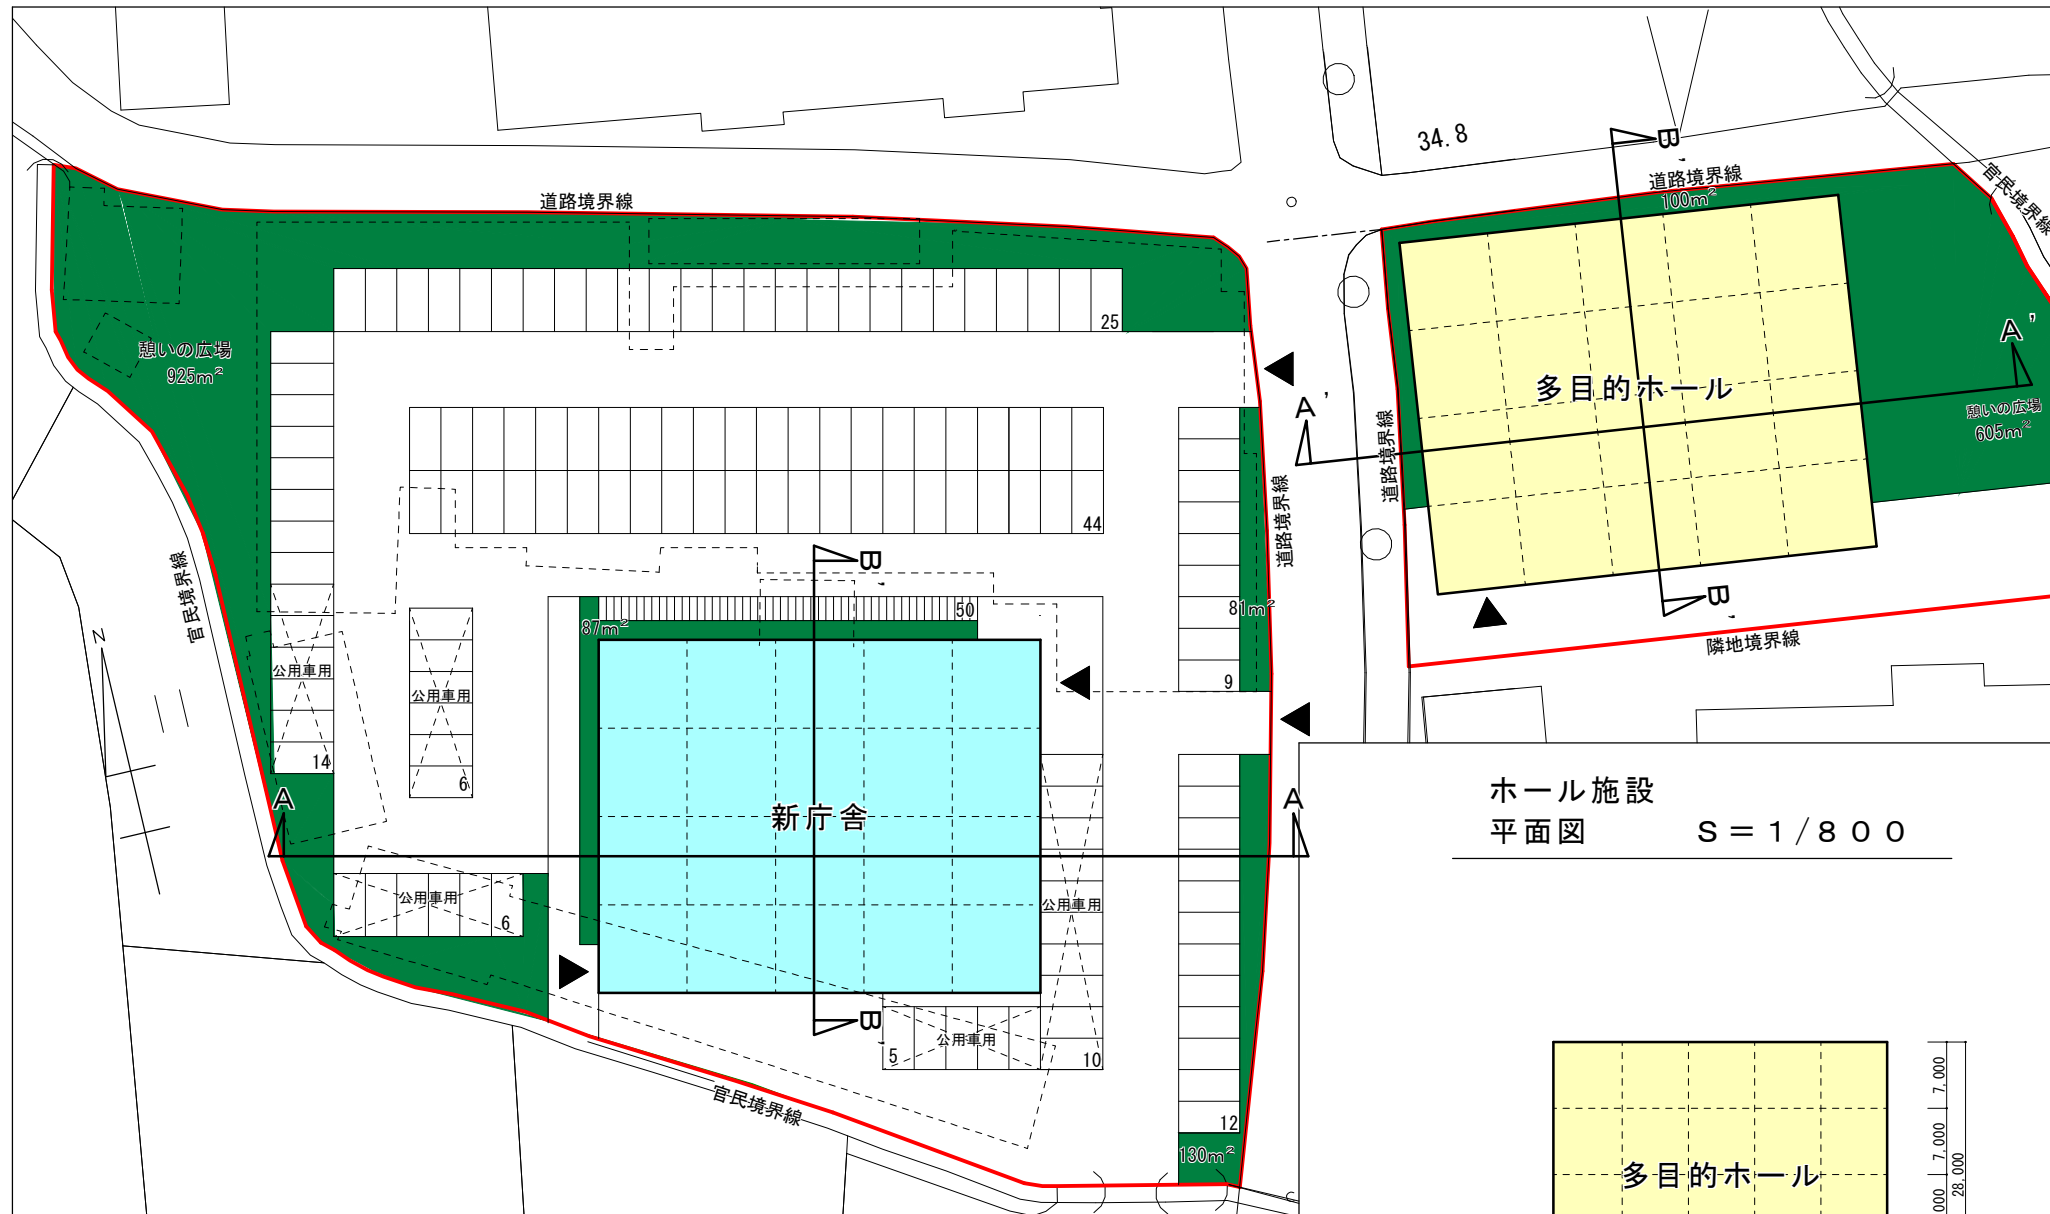 34.8
B'
道路境界線
100m²
官民境界線
道路境界線
25
憩いの広場
925m²
A'
A'
多目的ホール
憩いの広場
605m²
道路境界線
道路境界線
44
B'
官民境界線
50
87m²
81m²
B'
隣地境界線
N
公用車用
公用車用
9
14
6
A
新庁舎
A
ホール施設
平面図 S=1/800
公用車用
6
公用車用
B'
5
公用車用
10
官民境界線
12
130m²
7,000
7,000
28,000
多目的ホール